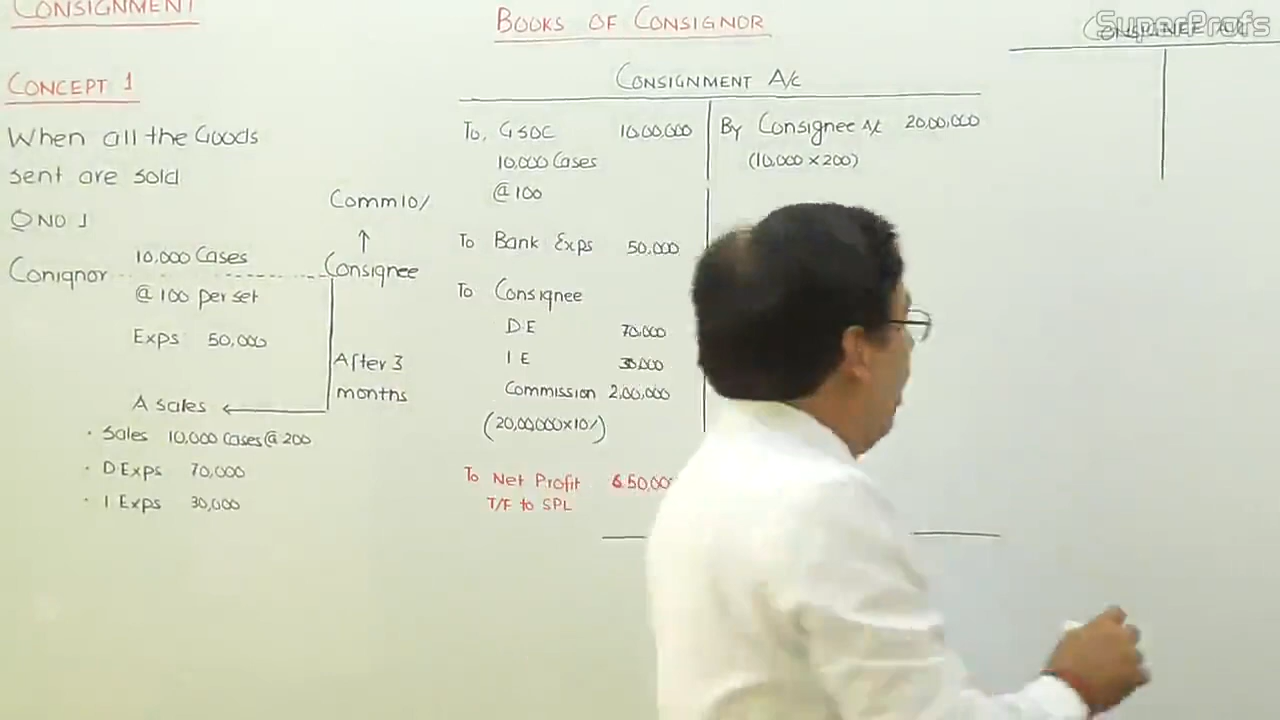 CONSIGNMENT
CONCEPT 1
When all the Goods
sent are sold
Q NO 1
Conignor
10,000 Cases
@ 100 per set
Exps 50,000
Comm 10%
Consignee
After 3
months
A sales
· Sales 10,000 Cases @ 200
· D Exps 70,000
· I Exps 30,000
BOOKS OF CONSIGNOR
CONSIGNMENT A/c
To, GSOC 10,00,000
10,000 Cases
@ 100
To Bank Exps 50,000
To Consignee
DE 70,000
IE 30,000
Commission 2,00,000
(20,00,000 x 10%)
To Net Profit 6 50,000
T/F to SPL
By Consignee A/c 20,00,000
(10,000 x 200)
SuperProfs
CONSIGNEE A/c